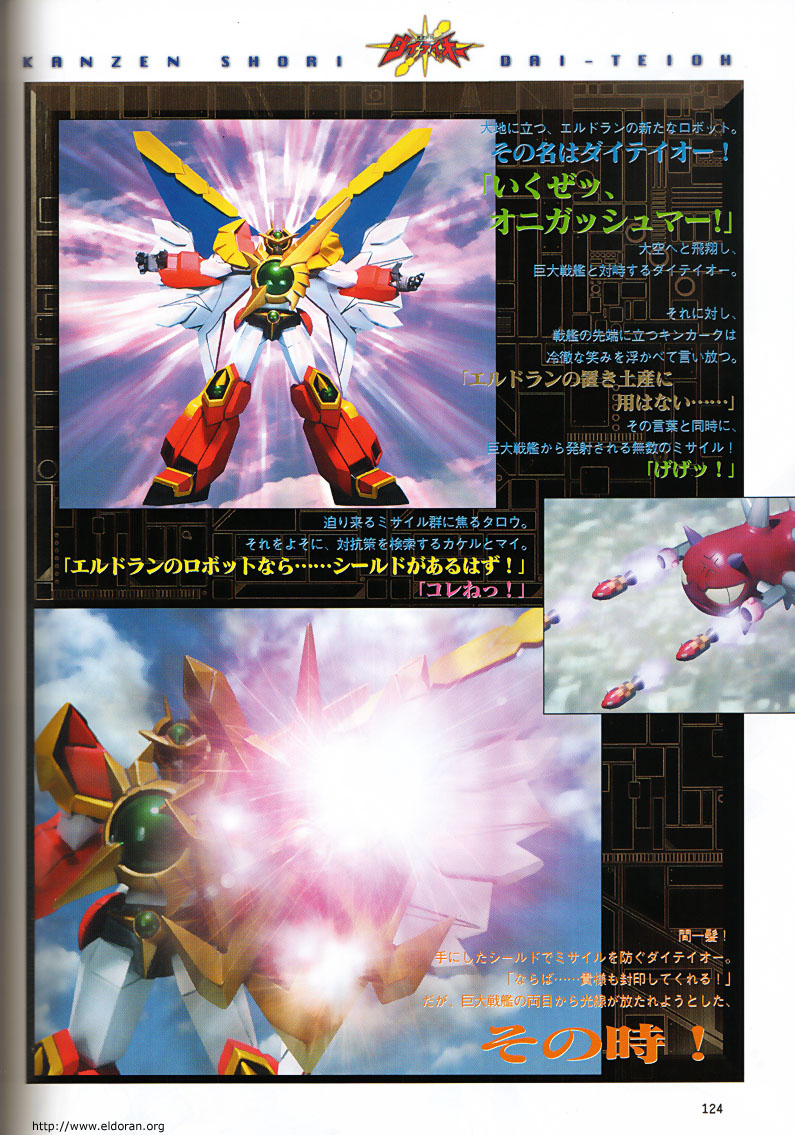 KANZEN SHORI
ダイテイオー
DAI-TEIOH
大地に立つ、エルドランの新たなロボット。
その名はダイテイオー！
「いくぜッ、
オニガッシュマー!」
大空へと飛翔し、
巨大戦艦と対峙するダイテイオー。
それに対し、
戦艦の先端に立つキンカークは
冷徹な笑みを浮かべて言い放つ。
「エルドランの置き土産に
用はない……」
その言葉と同時に、
巨大戦艦から発射される無数のミサイル！
「げげッ！」
迫り来るミサイル群に焦るタロウ。
それをよそに、対抗策を検索するカケルとマイ。
「エルドランのロボットなら……シールドがあるはず！」
「コレねっ！」
間一髪！
手にしたシールドでミサイルを防ぐダイテイオー。
「ならば……貴様も封印してくれる！」
だが、巨大戦艦の両目から光線が放たれようとした、
その時！
124
http://www.eldoran.org